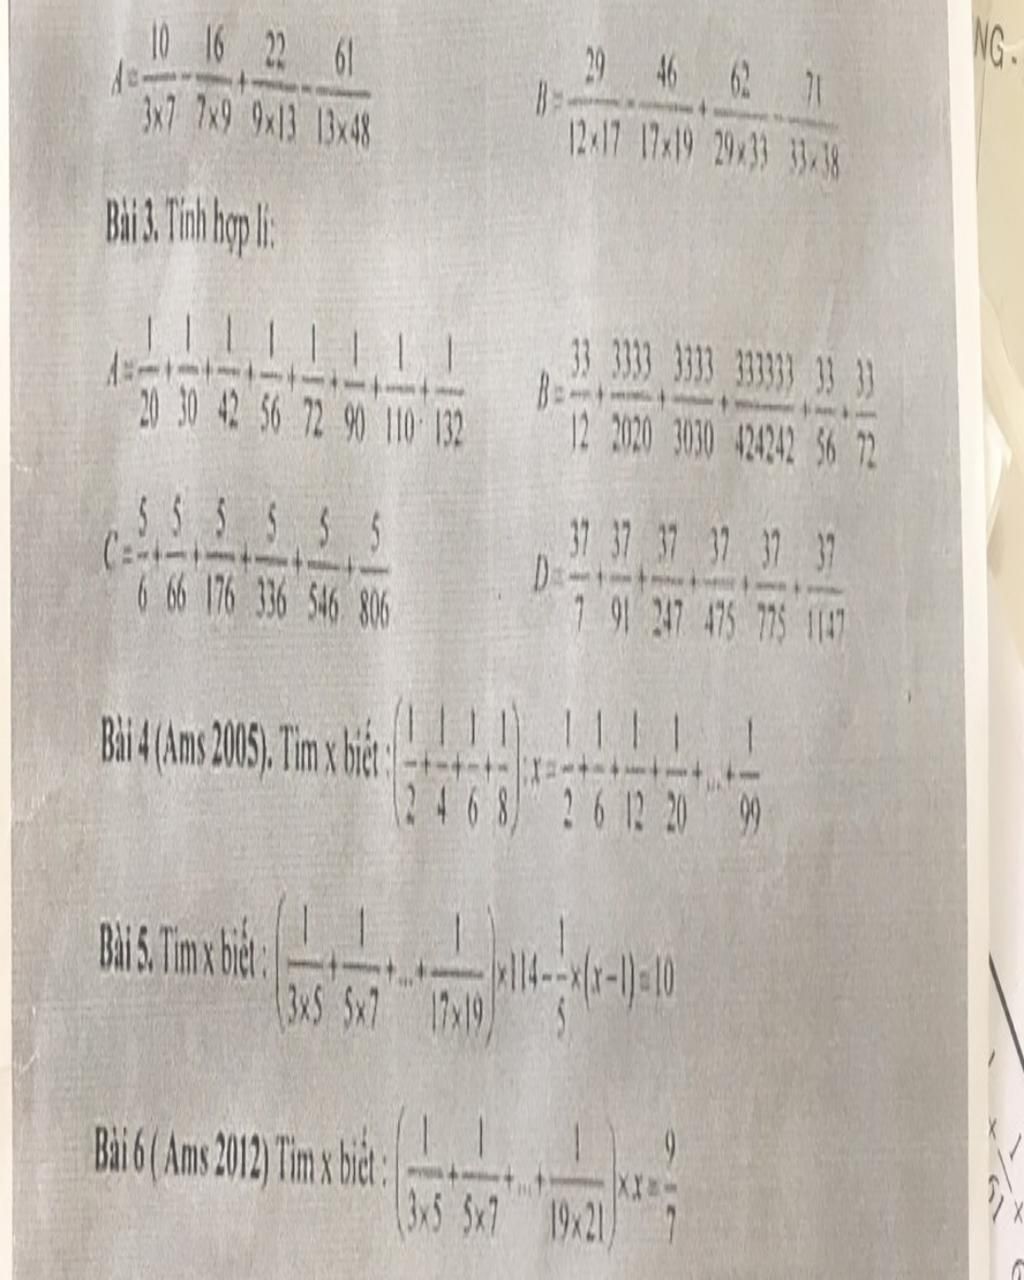 A = 10/3×7 - 16/7×9 + 22/9×13 - 61/13×48
B = 29/12×17 - 46/17×19 + 62/29×33 - 71/33×38
NG.
Bài 3. Tính hợp lí:
A = 1/20 + 1/30 + 1/42 + 1/56 + 1/72 + 1/90 + 1/110 + 1/132
B = 33/12 + 3333/2020 + 3333/3030 + 333333/424242 + 33/56 + 33/72
C = 5/6 + 5/66 + 5/176 + 5/336 + 5/546 + 5/806
D = 37/7 + 37/91 + 37/247 + 37/475 + 37/775 + 37/1147
Bài 4 (Ams 2005). Tìm x biết : (1/2 + 1/4 + 1/6 + 1/8) : x = 1/2 + 1/6 + 1/12 + 1/20 + ... + 1/99
Bài 5. Tìm x biết : (1/3×5 + 1/5×7 + ... + 1/17×19) × 114 - 1/5 × (x - 1) = 10
Bài 6 ( Ams 2012) Tìm x biết : (1/3×5 + 1/5×7 + ... + 1/19×21) × x = 9/7